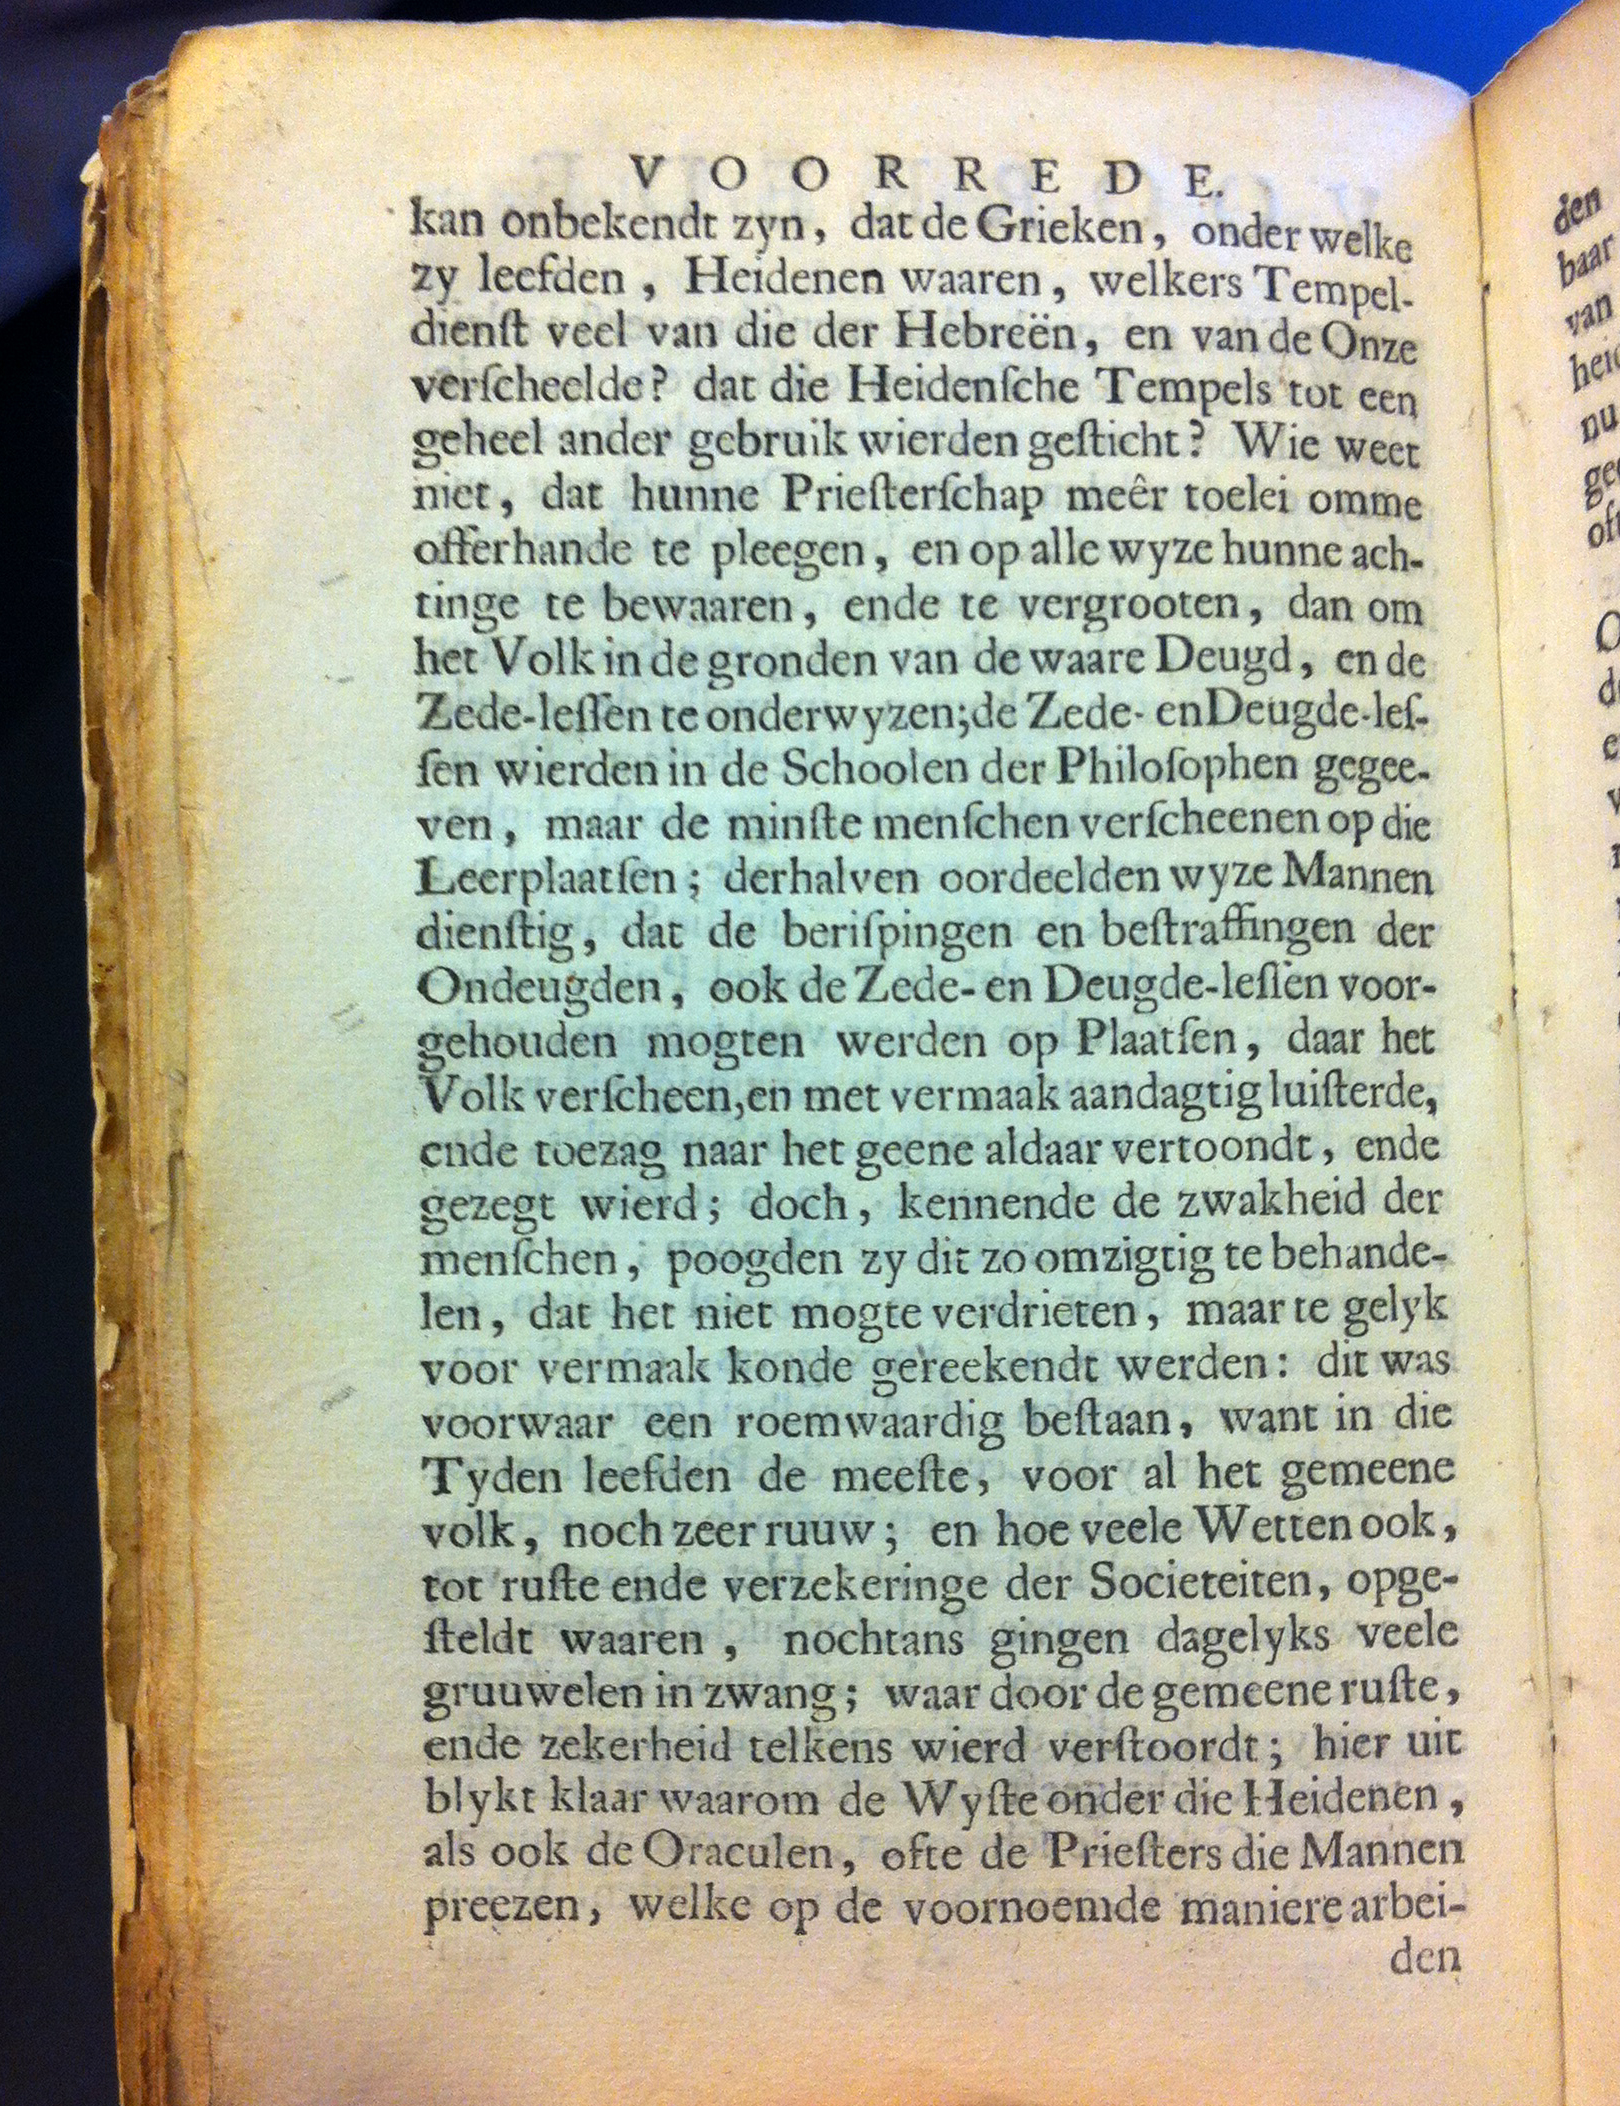 VOORREDE.
kan onbekendt zyn, dat de Grieken, onder welke
zy leefden, Heidenen waaren, welkers Tempel-
dienſt veel van die der Hebreën, en van de Onze
verſcheelde? dat die Heidenſche Tempels tot een
geheel ander gebruik wierden geſticht? Wie weet
niet, dat hunne Prieſterſchap meêr toelei omme
offerhande te pleegen, en op alle wyze hunne ach-
tinge te bewaaren, ende te vergrooten, dan om
het Volk in de gronden van de waare Deugd, en de
Zede-leſſen te onderwyzen; de Zede- en Deugde-leſ-
ſen wierden in de Schoolen der Philoſophen gegee-
ven, maar de minſte menſchen verſcheenen op die
Leerplaatſen; derhalven oordeelden wyze Mannen
dienſtig, dat de beriſpingen en beſtraffingen der
Ondeugden, ook de Zede- en Deugde-leſſen voor-
gehouden mogten werden op Plaatſen, daar het
Volk verſcheen, en met vermaak aandagtig luiſterde,
ende toezag naar het geene aldaar vertoondt, ende
gezegt wierd; doch, kennende de zwakheid der
menſchen, poogden zy dit zo omzigtig te behande-
len, dat het niet mogte verdrieten, maar te gelyk
voor vermaak konde gereekendt werden: dit was
voorwaar een roemwaardig beſtaan, want in die
Tyden leefden de meeſte, voor al het gemeene
volk, noch zeer ruuw; en hoe veele Wetten ook,
tot ruſte ende verzekeringe der Societeiten, opge-
ſteldt waaren, nochtans gingen dagelyks veele
gruuwelen in zwang; waar door de gemeene ruſte,
ende zekerheid telkens wierd verſtoordt; hier uit
blykt klaar waarom de Wyſte onder die Heidenen,
als ook de Oraculen, ofte de Prieſters die Mannen
preezen, welke op de voornoemde maniere arbei-
den
den
baar
van
nu